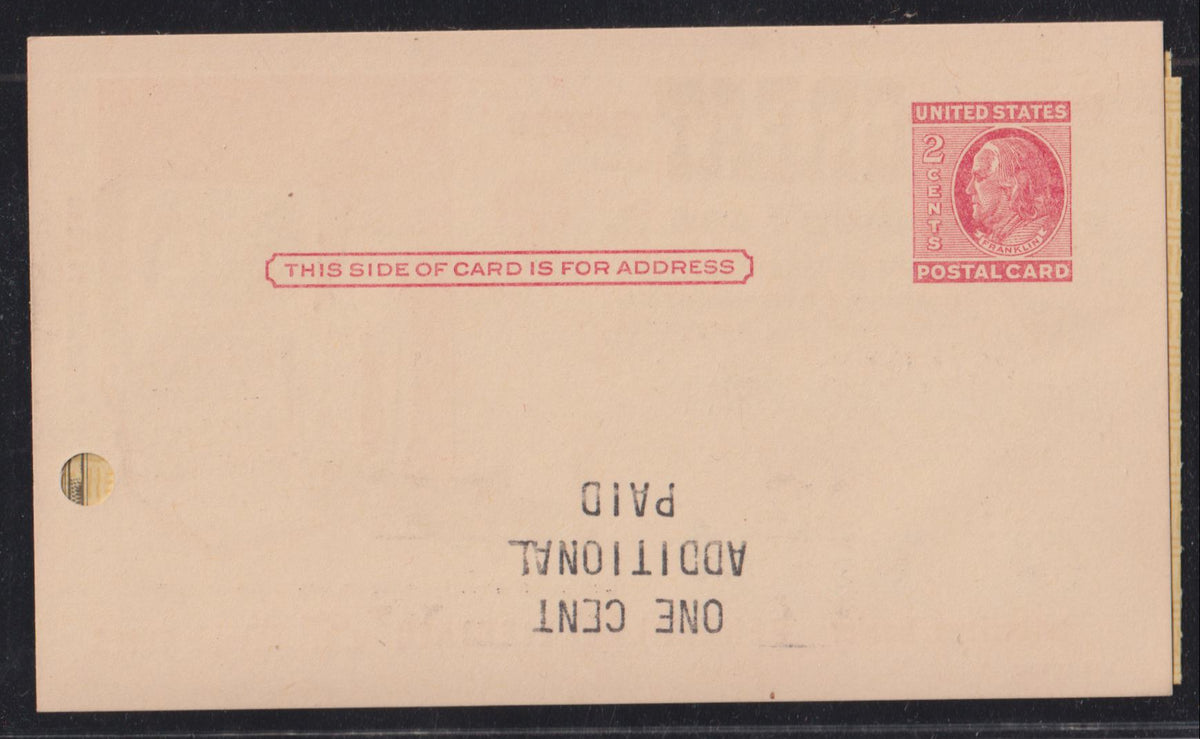 UNITED STATES
2
CENTS
FRANKLIN
POSTAL CARD
THIS SIDE OF CARD IS FOR ADDRESS
ONE CENT
ADDITIONAL
PAID